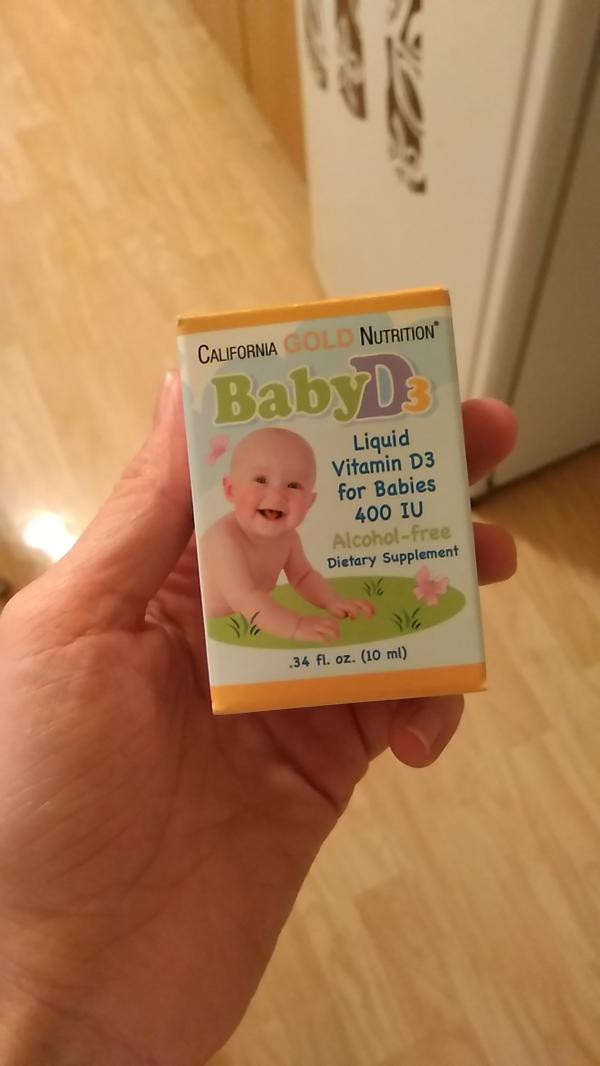 CALIFORNIA GOLD NUTRITION®
BabyD3
Liquid
Vitamin D3
for Babies
400 IU
Alcohol-free
Dietary Supplement
.34 fl. oz. (10 ml)